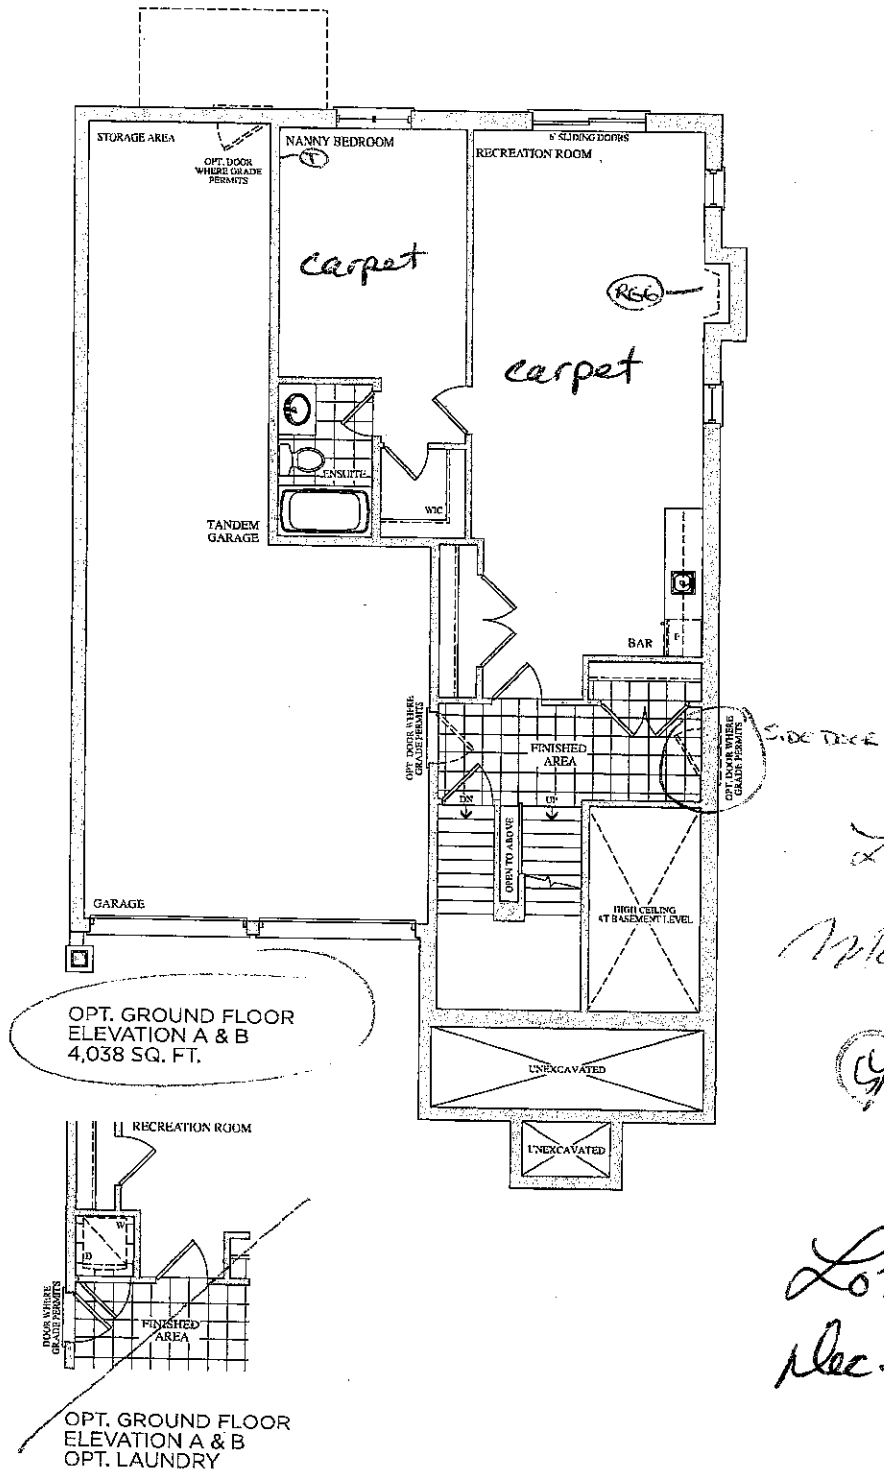 STORAGE AREA
OPT. DOOR
WHERE GRADE
PERMITS
NANNY BEDROOM
T
6' SLIDING DOORS
RECREATION ROOM
carpet
RGG
carpet
ENSUITE
WIC
TANDEM
GARAGE
BAR
F
OPT. DOOR WHERE
GRADE PERMITS
FINISHED
AREA
OPT. DOOR WHERE
GRADE PERMITS
SIDE
DN
UP
OPEN TO ABOVE
HIGH CEILING
AT BASEMENT LEVEL
GARAGE
OPT. GROUND FLOOR
ELEVATION A & B
4,038 SQ. FT.
UNEXCAVATED
UNEXCAVATED
RECREATION ROOM
W
D
DOOR WHERE
GRADE PERMITS
FINISHED
AREA
Dec.
OPT. GROUND FLOOR
ELEVATION A & B
OPT. LAUNDRY